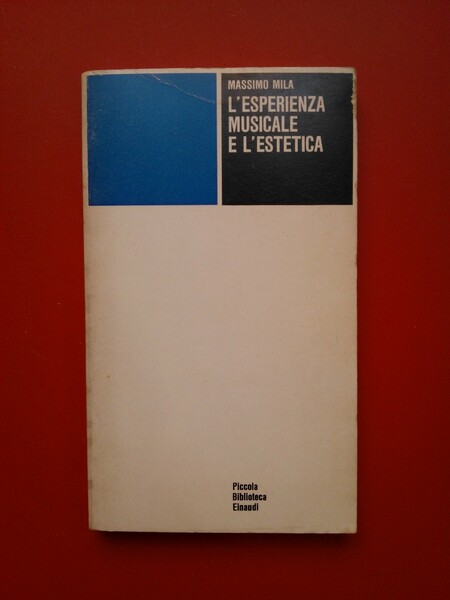 MASSIMO MILA
L'ESPERIENZA
MUSICALE
E L'ESTETICA
Piccola
Biblioteca
Einaudi